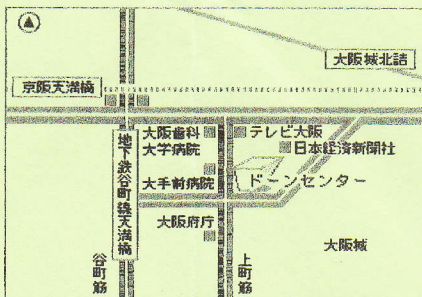 大阪城北詰
京阪天満橋
大阪歯科
大学病院
テレビ大阪
日本経済新聞社
地下鉄谷町線天満橋
大手前病院
ドーンセンター
大阪府庁
大阪城
谷町筋
上町筋